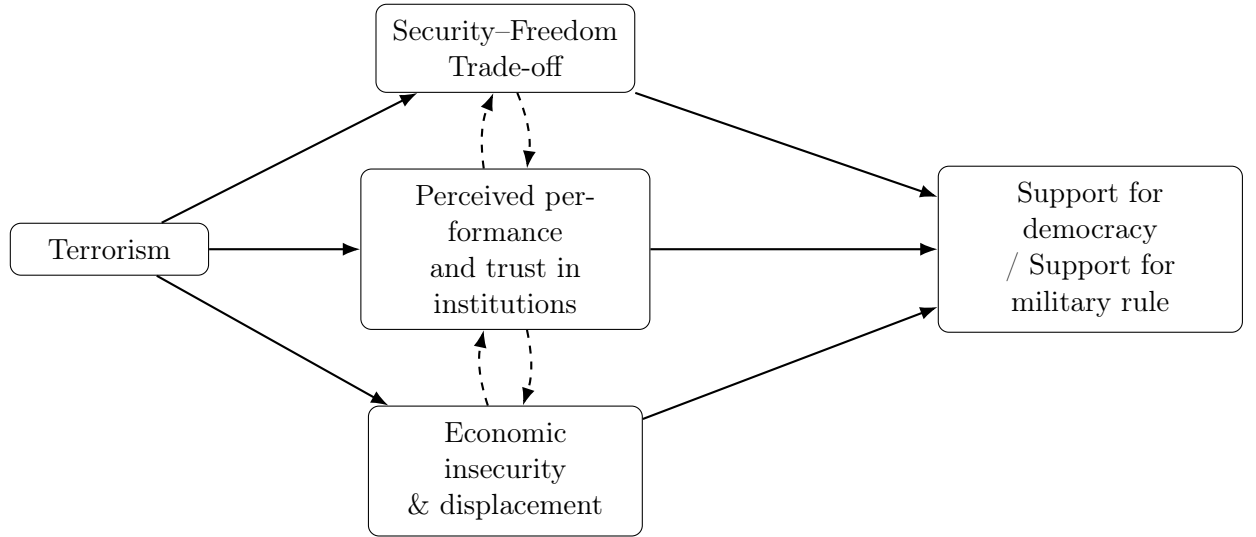 Security–Freedom
Trade-off
Terrorism
Perceived per-
formance
and trust in
institutions
Support for
democracy
/ Support for
military rule
Economic
insecurity
& displacement